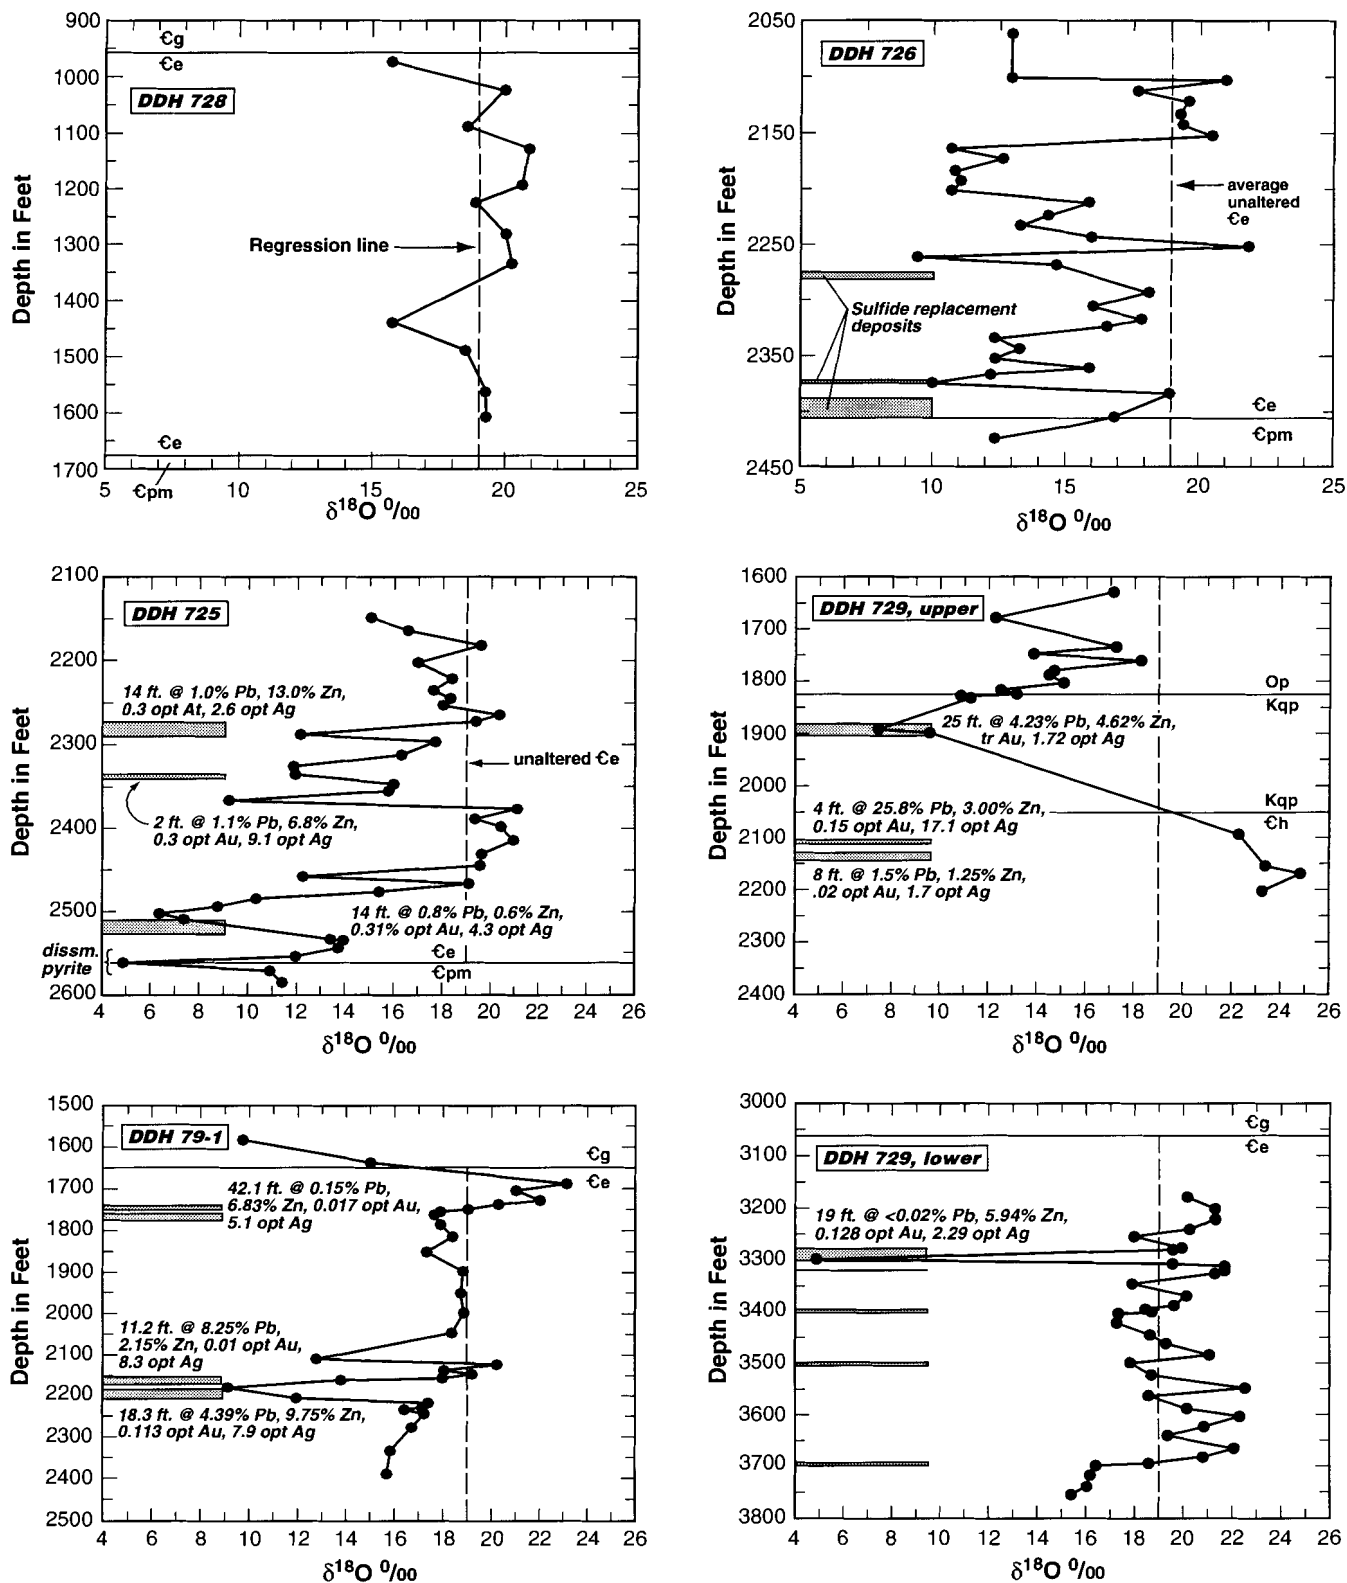 DDH 728
Depth in Feet
900
1000
1100
1200
1300
1400
1500
1600
1700
Єg
Єe
Regression line
Єe
Єpm
5 10 15 20 25
δ18O 0/00
DDH 726
Depth in Feet
2050
2150
2250
2350
2450
average
unaltered
Єe
Sulfide replacement
deposits
Єe
Єpm
5 10 15 20 25
δ18O 0/00
DDH 725
Depth in Feet
2100
2200
2300
2400
2500
2600
14 ft. @ 1.0% Pb, 13.0% Zn,
0.3 opt At, 2.6 opt Ag
unaltered Єe
2 ft. @ 1.1% Pb, 6.8% Zn,
0.3 opt Au, 9.1 opt Ag
14 ft. @ 0.8% Pb, 0.6% Zn,
0.31% opt Au, 4.3 opt Ag
dissm.
pyrite
Єe
Єpm
4 6 8 10 12 14 16 18 20 22 24 26
δ18O 0/00
DDH 729, upper
Depth in Feet
1600
1700
1800
1900
2000
2100
2200
2300
2400
Op
Kqp
25 ft. @ 4.23% Pb, 4.62% Zn,
tr Au, 1.72 opt Ag
Kqp
Єh
4 ft @ 25.8% Pb, 3.00% Zn,
0.15 opt Au, 17.1 opt Ag
8 ft. @ 1.5% Pb, 1.25% Zn,
.02 opt Au, 1.7 opt Ag
4 6 8 10 12 14 16 18 20 22 24 26
δ18O 0/00
DDH 79-1
Depth in Feet
1500
1600
1700
1800
1900
2000
2100
2200
2300
2400
2500
Єg
Єe
42.1 ft. @ 0.15% Pb,
6.83% Zn, 0.017 opt Au,
5.1 opt Ag
11.2 ft. @ 8.25% Pb,
2.15% Zn, 0.01 opt Au,
8.3 opt Ag
18.3 ft. @ 4.39% Pb, 9.75% Zn,
0.113 opt Au, 7.9 opt Ag
4 6 8 10 12 14 16 18 20 22 24 26
δ18O 0/00
DDH 729, lower
Depth in Feet
3000
3100
3200
3300
3400
3500
3600
3700
3800
Єg
Єe
19 ft. @ <0.02% Pb, 5.94% Zn,
0.128 opt Au, 2.29 opt Ag
4 6 8 10 12 14 16 18 20 22 24 26
δ18O 0/00